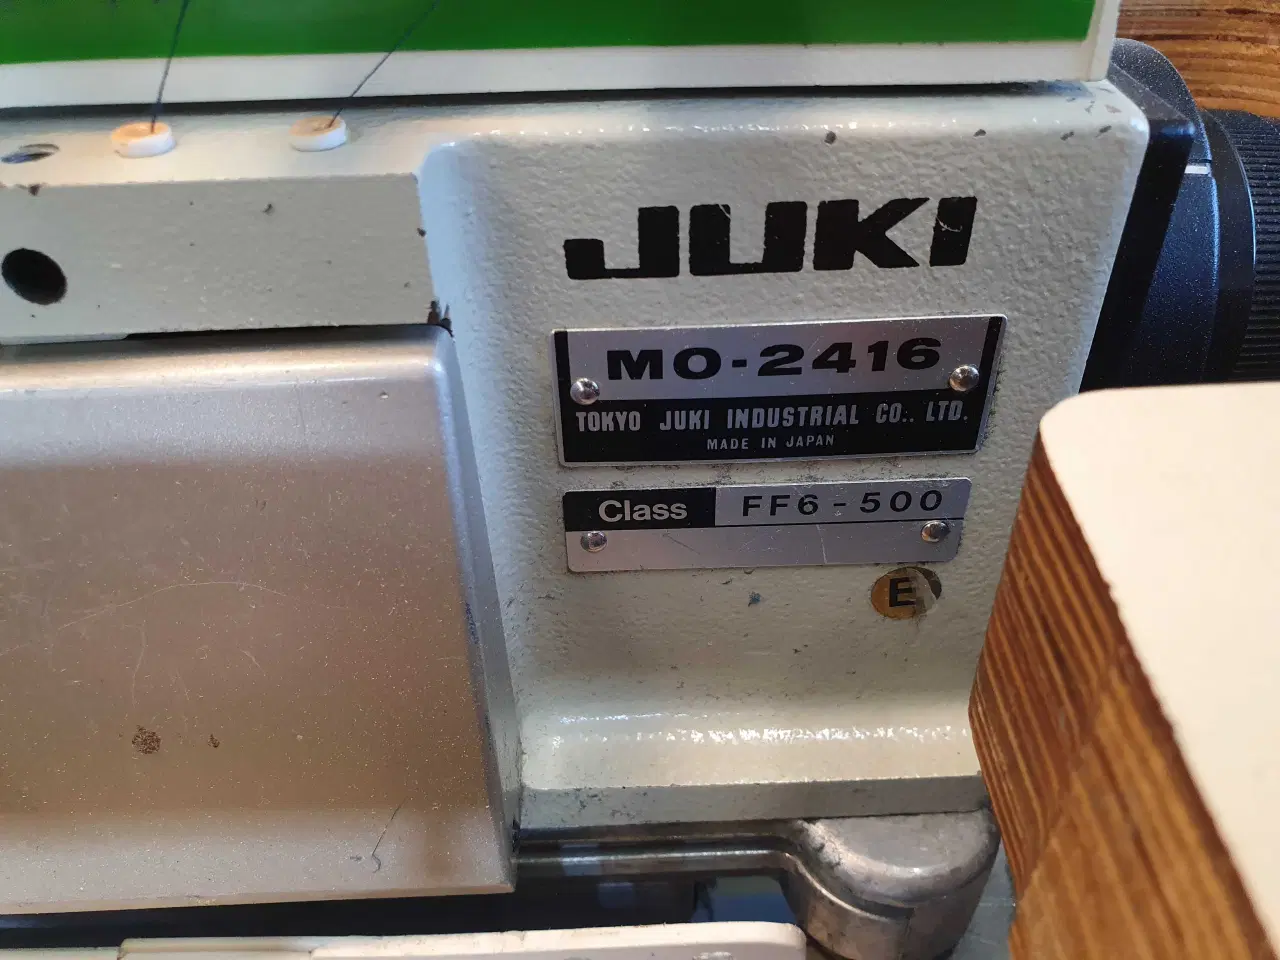 JUKI
MO-2416
TOKYO JUKI INDUSTRIAL CO., LTD.
MADE IN JAPAN
Class FF6-500
E